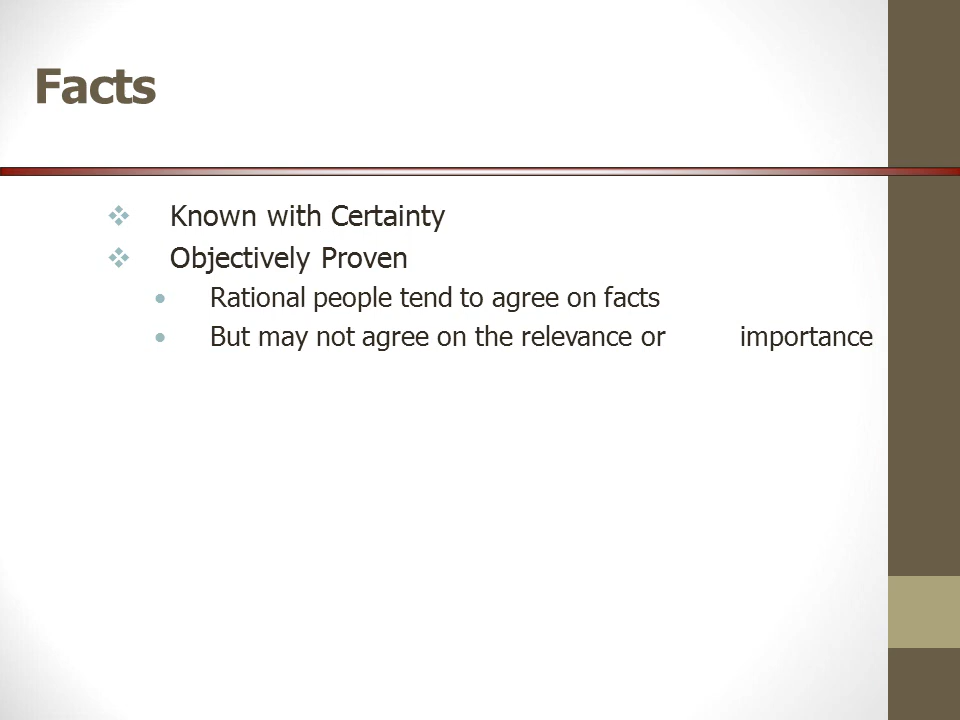 Facts
Known with Certainty
Objectively Proven
Rational people tend to agree on facts
But may not agree on the relevance or importance